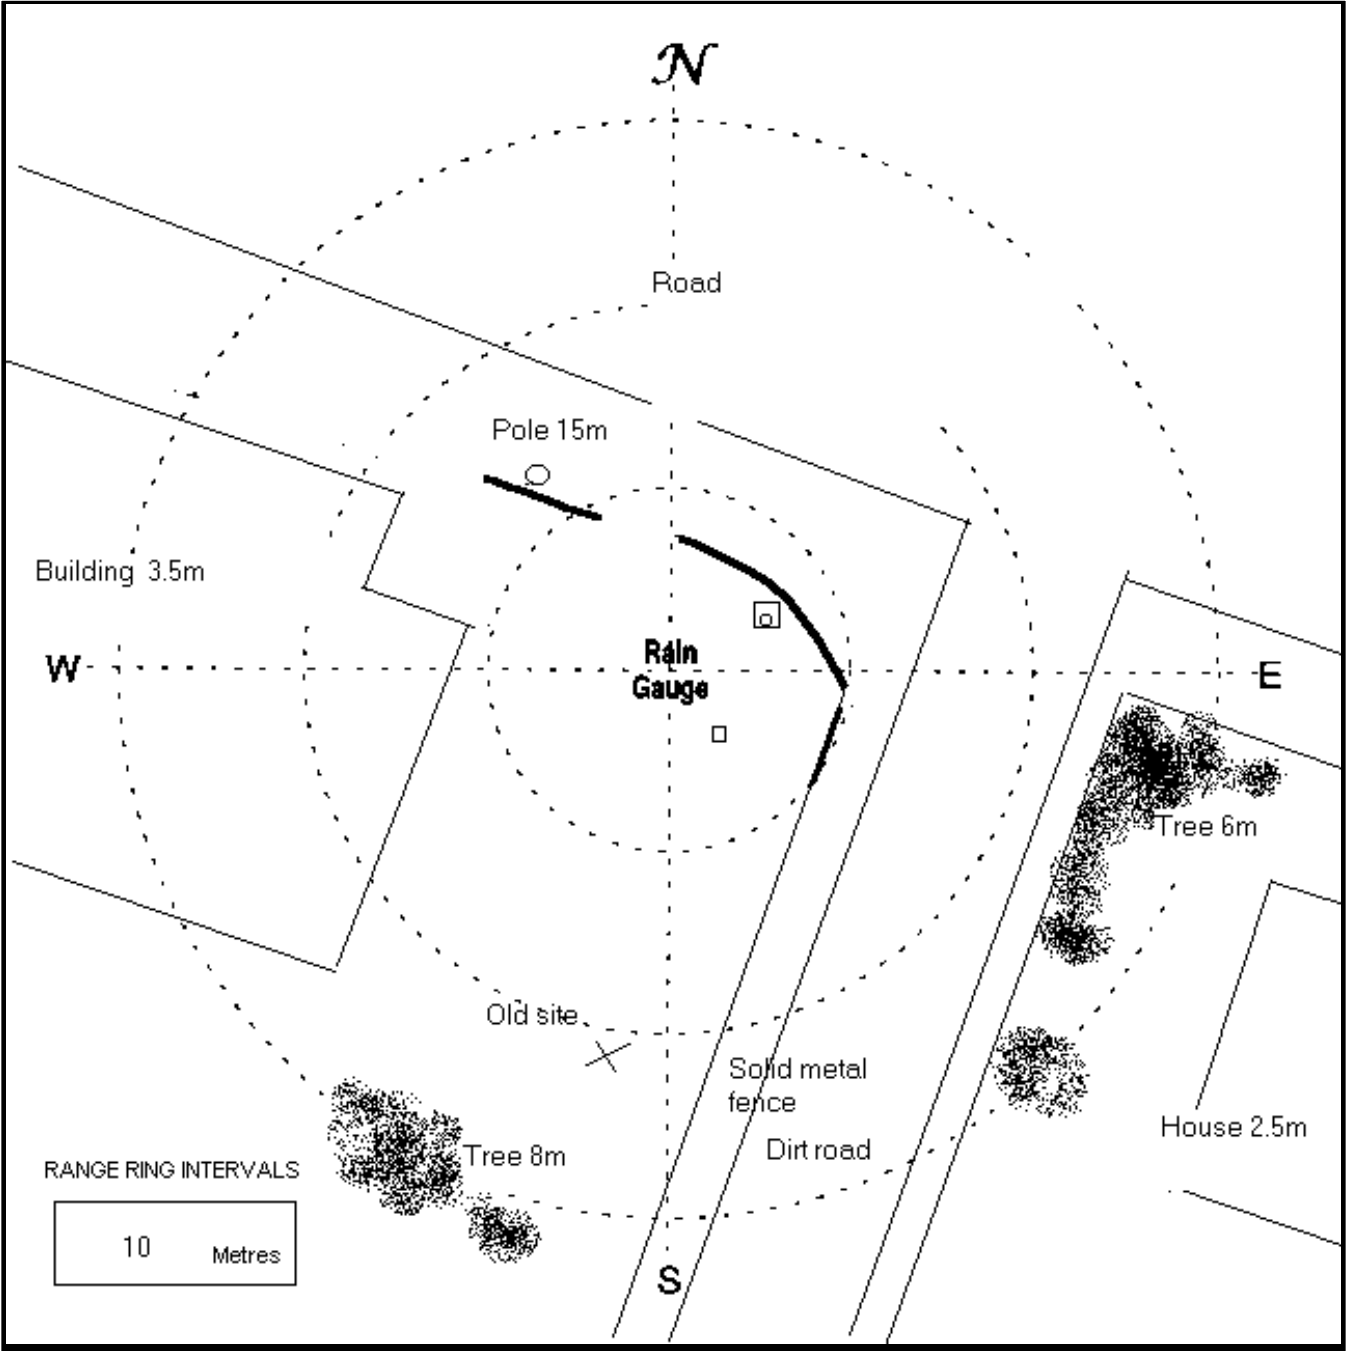 N
Road
Pole 15m
Building 3.5m
W
Rain
Gauge
E
Tree 6m
Old site
Solid metal
fence
House 2.5m
Dirt road
Tree 8m
RANGE RING INTERVALS
10 Metres
S